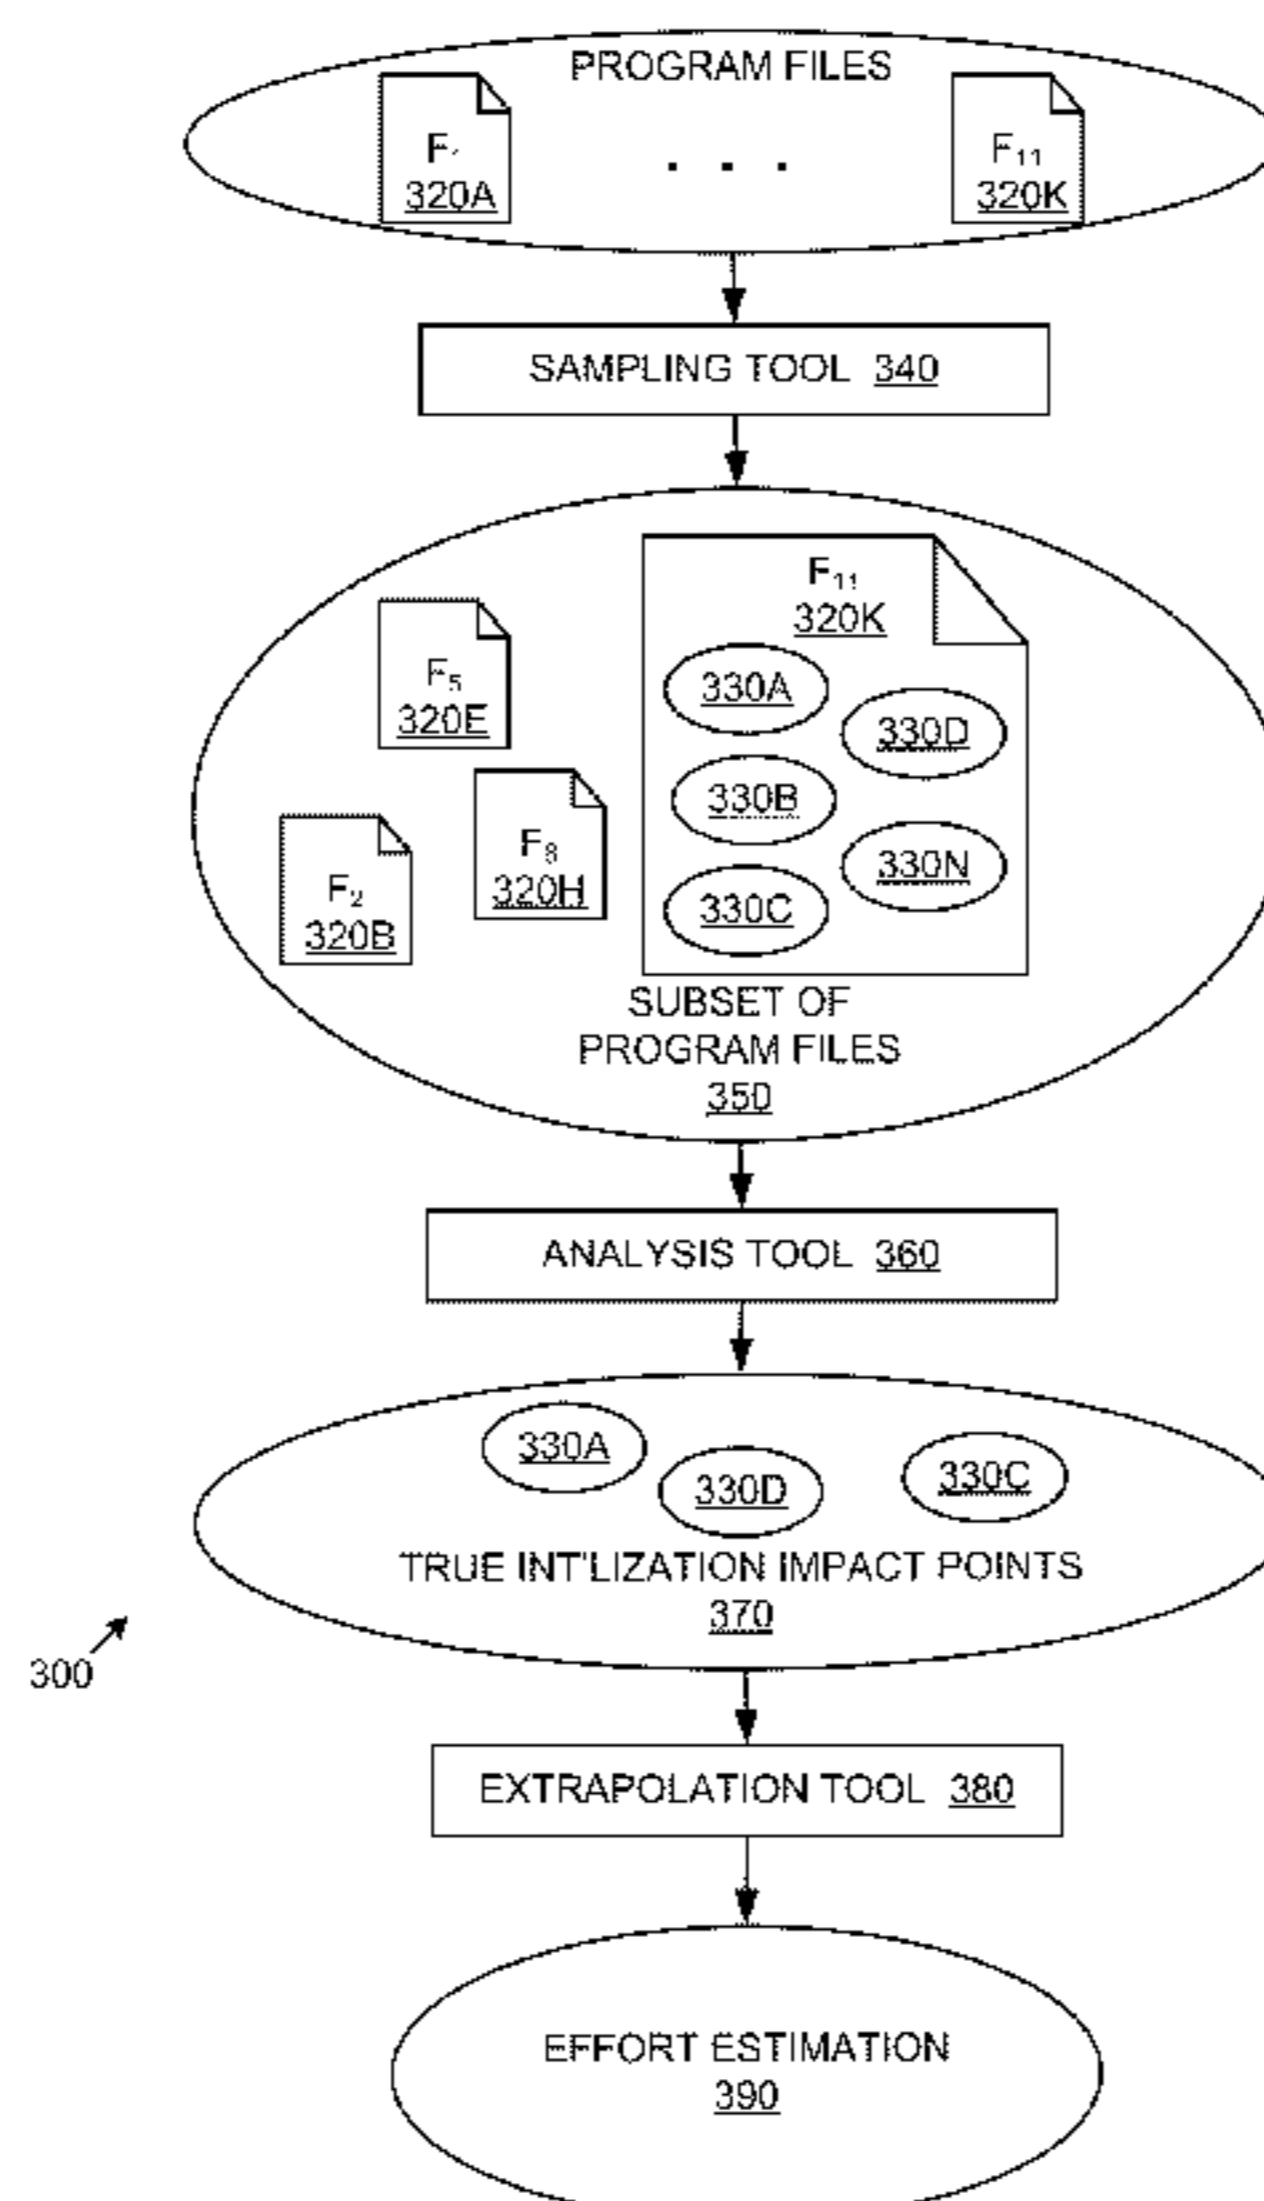 PROGRAM FILES
F1
320A
. . .
F11
320K
SAMPLING TOOL 340
F11
320K
330A
330D
330B
330N
330C
F5
320E
F8
320H
F2
320B
SUBSET OF
PROGRAM FILES
350
ANALYSIS TOOL 360
330A
330D
330C
TRUE INT'LIZATION IMPACT POINTS
370
300
EXTRAPOLATION TOOL 380
EFFORT ESTIMATION
390